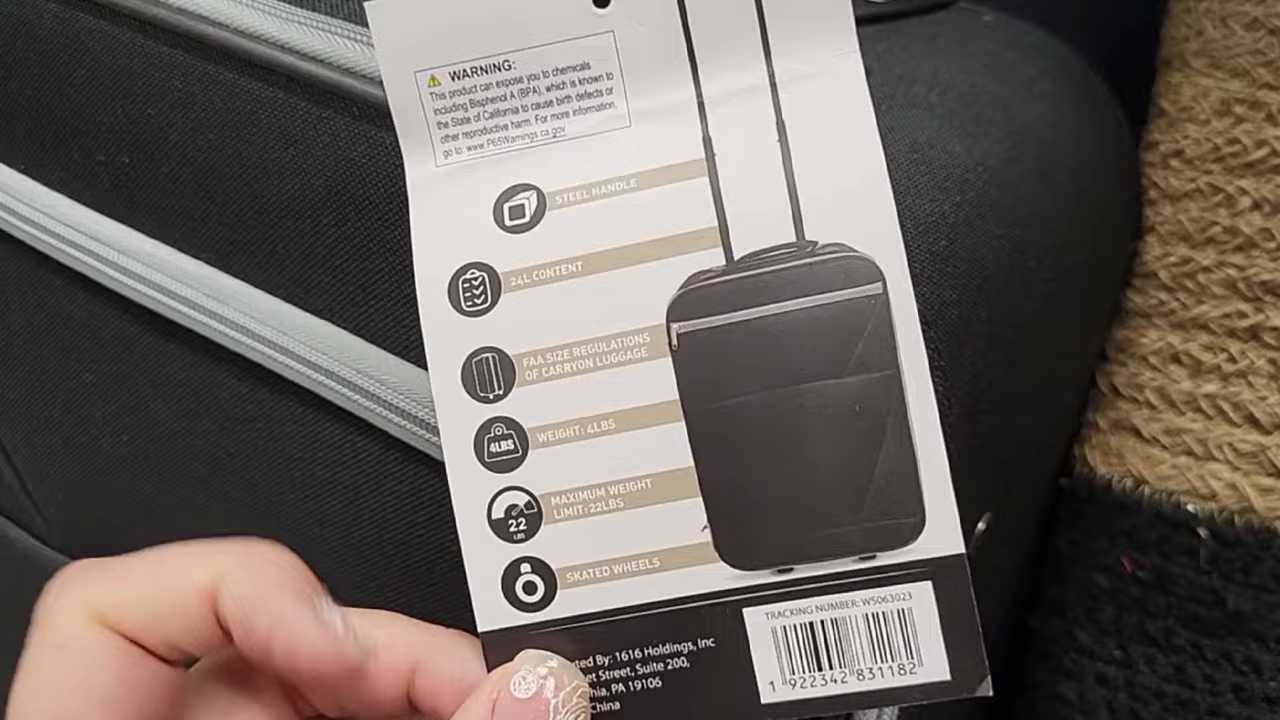 WARNING:
This product can expose you to chemicals
including Bisphenol A (BPA), which is known to
the State of California to cause birth defects or
other reproductive harm. For more information,
go to: www.P65Warnings.ca.gov
STEEL HANDLE
24L CONTENT
FAA SIZE REGULATIONS
OF CARRYON LUGGAGE
4LBS
WEIGHT: 4LBS
22
LBS
MAXIMUM WEIGHT
LIMIT: 22LBS
SKATED WHEELS
By: 1616 Holdings, Inc
Street, Suite 200,
PA 19106
China
TRACKING NUMBER: WS063023
1 922342 831182